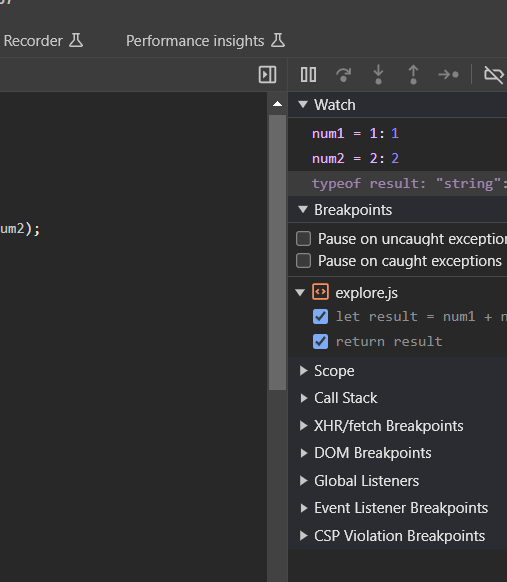 Recorder Performance insights
um2);
Watch
num1 = 1: 1
num2 = 2: 2
typeof result: "string":
Breakpoints
Pause on uncaught exceptio
Pause on caught exceptions
explore.js
let result = num1 + n
return result
Scope
Call Stack
XHR/fetch Breakpoints
DOM Breakpoints
Global Listeners
Event Listener Breakpoints
CSP Violation Breakpoints